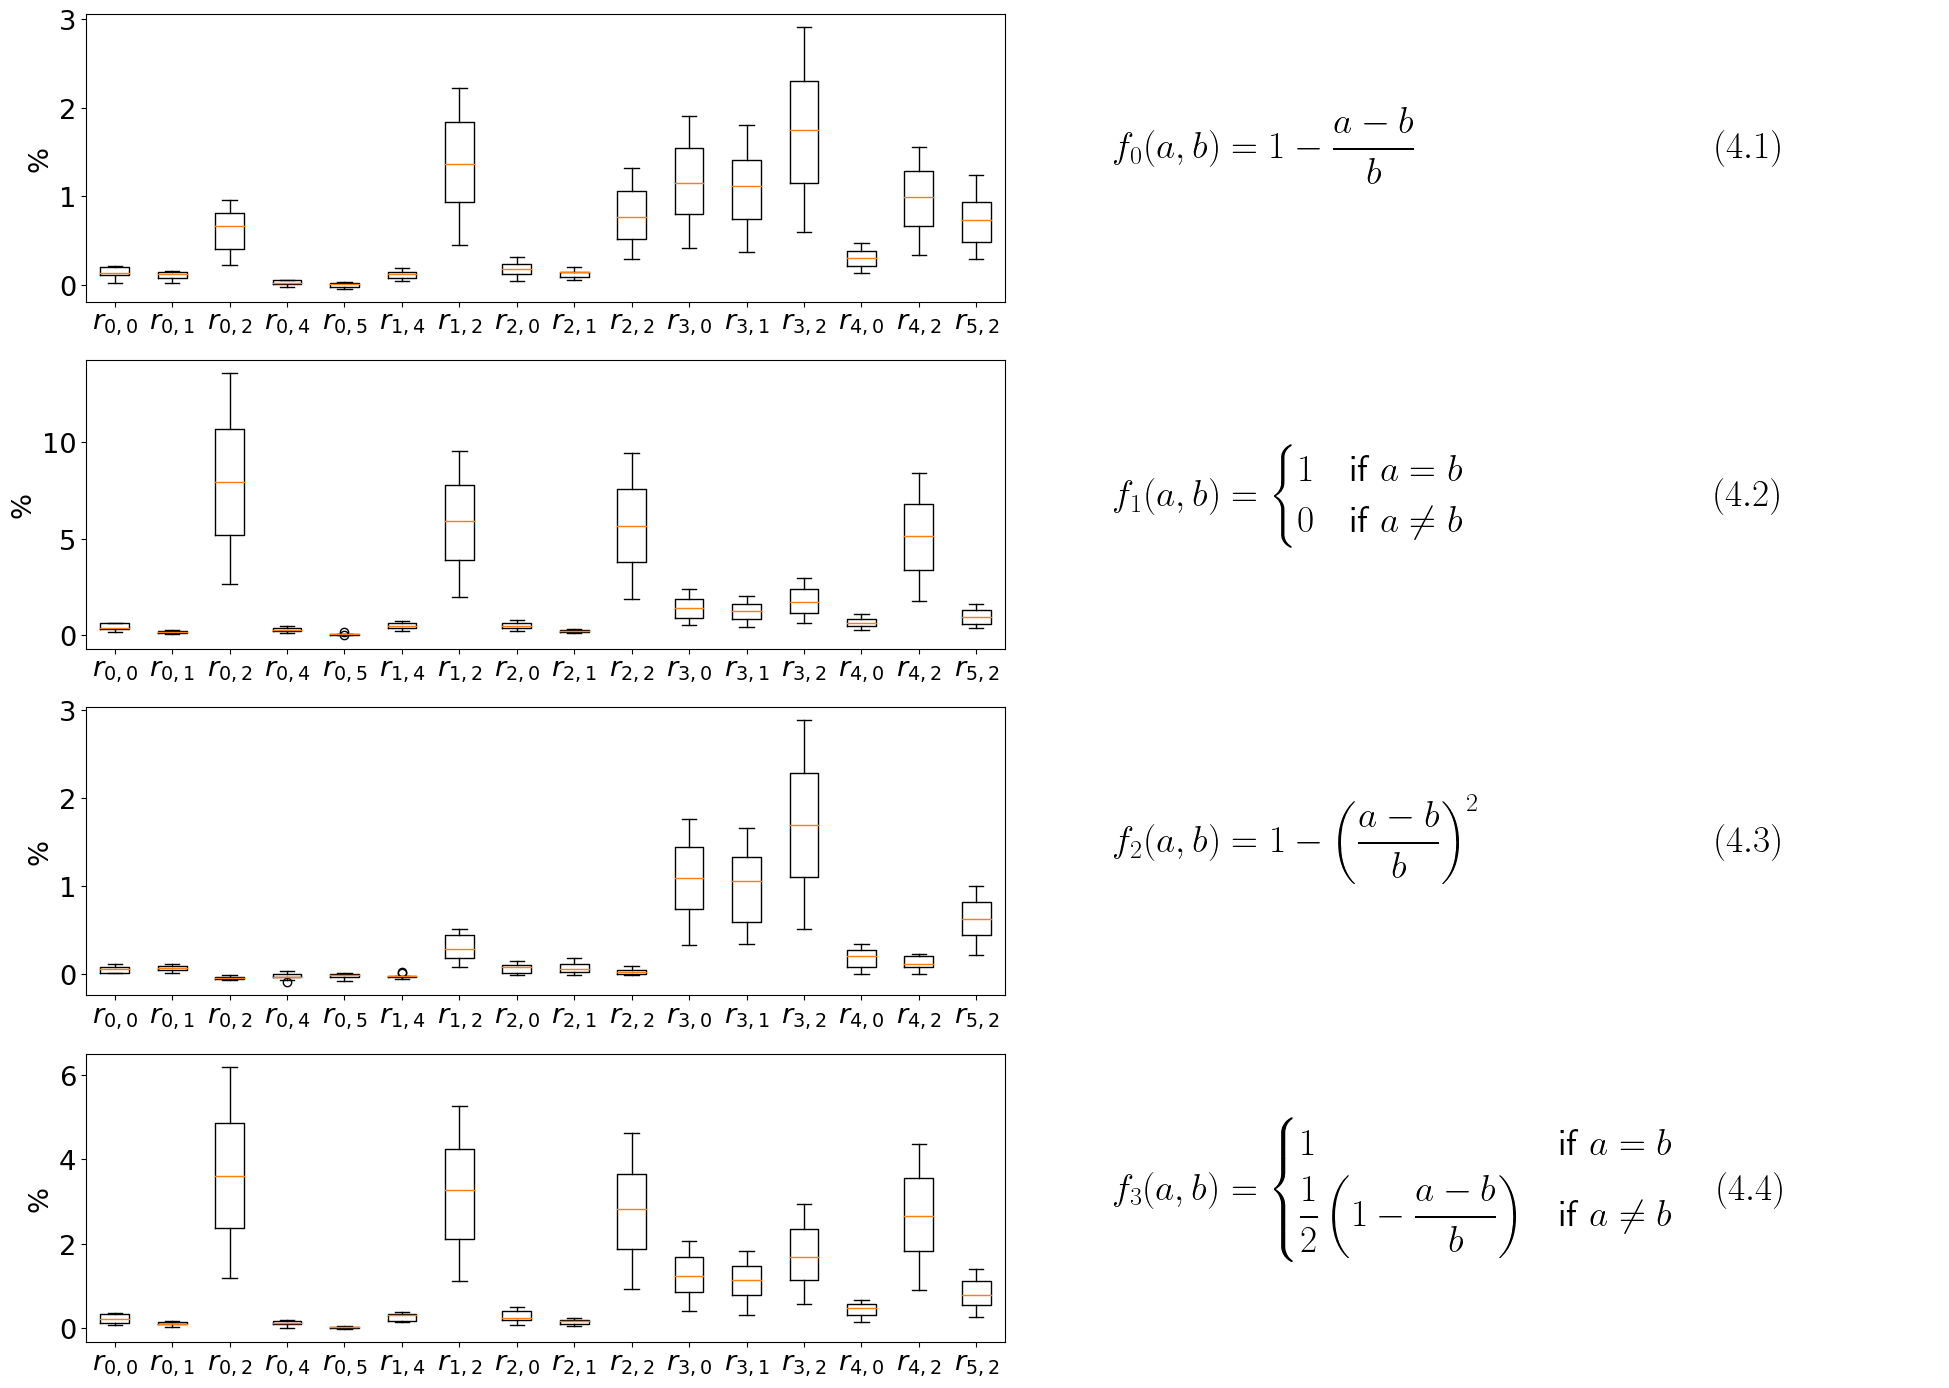 3
2
1
0
%
r0,0 r0,1 r0,2 r0,4 r0,5 r1,4 r1,2 r2,0 r2,1 r2,2 r3,0 r3,1 r3,2 r4,0 r4,2 r5,2
f0(a, b) = 1 − (a − b)/b (4.1)
10
5
0
%
r0,0 r0,1 r0,2 r0,4 r0,5 r1,4 r1,2 r2,0 r2,1 r2,2 r3,0 r3,1 r3,2 r4,0 r4,2 r5,2
f1(a, b) = { 1 if a = b
0 if a ≠ b (4.2)
3
2
1
0
%
r0,0 r0,1 r0,2 r0,4 r0,5 r1,4 r1,2 r2,0 r2,1 r2,2 r3,0 r3,1 r3,2 r4,0 r4,2 r5,2
f2(a, b) = 1 − ((a − b)/b)² (4.3)
6
4
2
0
%
r0,0 r0,1 r0,2 r0,4 r0,5 r1,4 r1,2 r2,0 r2,1 r2,2 r3,0 r3,1 r3,2 r4,0 r4,2 r5,2
f3(a, b) = { 1 if a = b
1/2 (1 − (a − b)/b) if a ≠ b (4.4)